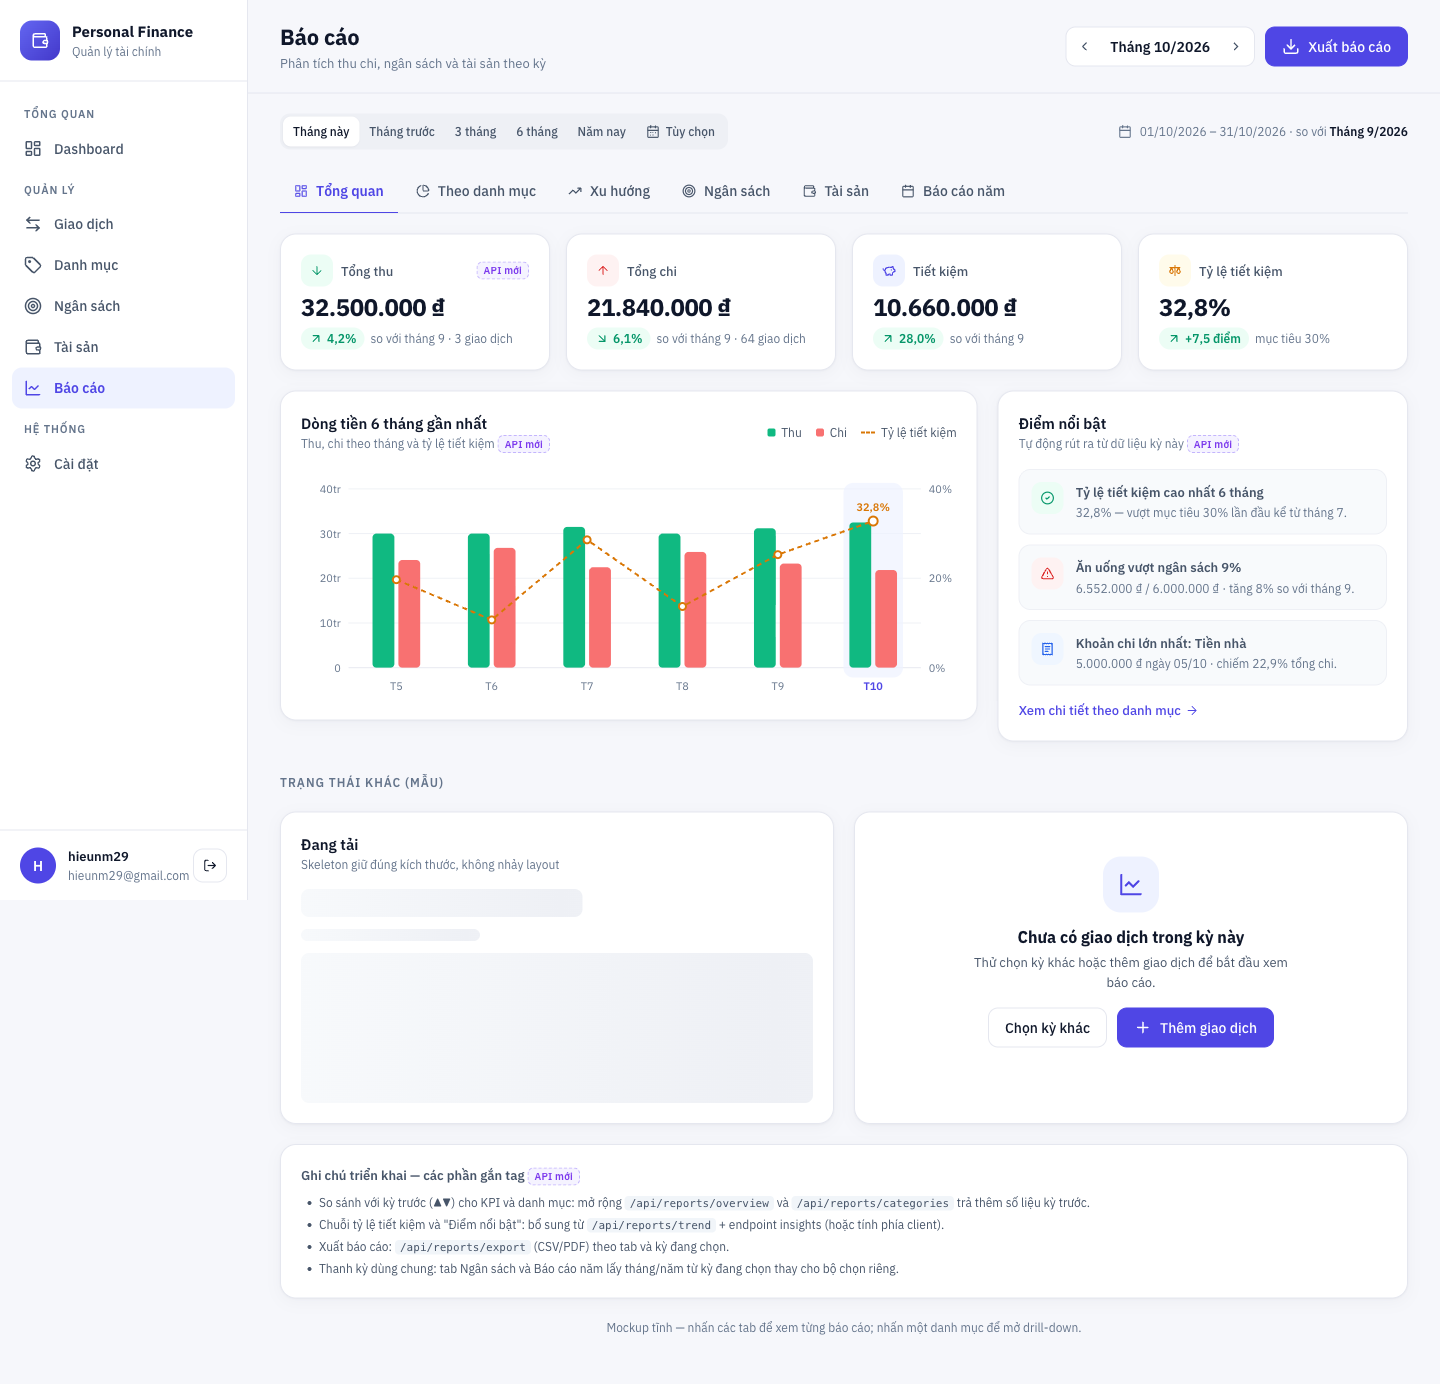 Personal Finance
Quản lý tài chính
TỔNG QUAN
Dashboard
QUẢN LÝ
Giao dịch
Danh mục
Ngân sách
Tài sản
Báo cáo
HỆ THỐNG
Cài đặt
H
hieunm29
hieunm29@gmail.com
Báo cáo
Phân tích thu chi, ngân sách và tài sản theo kỳ
Tháng 10/2026
Xuất báo cáo
Tháng này Tháng trước 3 tháng 6 tháng Năm nay Tùy chọn
01/10/2026 – 31/10/2026 · so với Tháng 9/2026
Tổng quan Theo danh mục Xu hướng Ngân sách Tài sản Báo cáo năm
Tổng thu API mới
32.500.000 ₫
4,2% so với tháng 9 · 3 giao dịch
Tổng chi
21.840.000 ₫
6,1% so với tháng 9 · 64 giao dịch
Tiết kiệm
10.660.000 ₫
28,0% so với tháng 9
Tỷ lệ tiết kiệm
32,8%
+7,5 điểm mục tiêu 30%
Dòng tiền 6 tháng gần nhất
Thu, chi theo tháng và tỷ lệ tiết kiệm API mới
Thu Chi Tỷ lệ tiết kiệm
40tr 40%
32,8%
30tr
20tr 20%
10tr
0 0%
T5 T6 T7 T8 T9 T10
Điểm nổi bật
Tự động rút ra từ dữ liệu kỳ này API mới
Tỷ lệ tiết kiệm cao nhất 6 tháng
32,8% — vượt mục tiêu 30% lần đầu kể từ tháng 7.
Ăn uống vượt ngân sách 9%
6.552.000 ₫ / 6.000.000 ₫ · tăng 8% so với tháng 9.
Khoản chi lớn nhất: Tiền nhà
5.000.000 ₫ ngày 05/10 · chiếm 22,9% tổng chi.
Xem chi tiết theo danh mục →
TRẠNG THÁI KHÁC (MẪU)
Đang tải
Skeleton giữ đúng kích thước, không nhảy layout
Chưa có giao dịch trong kỳ này
Thử chọn kỳ khác hoặc thêm giao dịch để bắt đầu xem
báo cáo.
Chọn kỳ khác
Thêm giao dịch
Ghi chú triển khai — các phần gắn tag API mới
• So sánh với kỳ trước (▲▼) cho KPI và danh mục: mở rộng /api/reports/overview và /api/reports/categories trả thêm số liệu kỳ trước.
• Chuỗi tỷ lệ tiết kiệm và "Điểm nổi bật": bổ sung từ /api/reports/trend + endpoint insights (hoặc tính phía client).
• Xuất báo cáo: /api/reports/export (CSV/PDF) theo tab và kỳ đang chọn.
• Thanh kỳ dùng chung: tab Ngân sách và Báo cáo năm lấy tháng/năm từ kỳ đang chọn thay cho bộ chọn riêng.
Mockup tĩnh — nhấn các tab để xem từng báo cáo; nhấn một danh mục để mở drill-down.